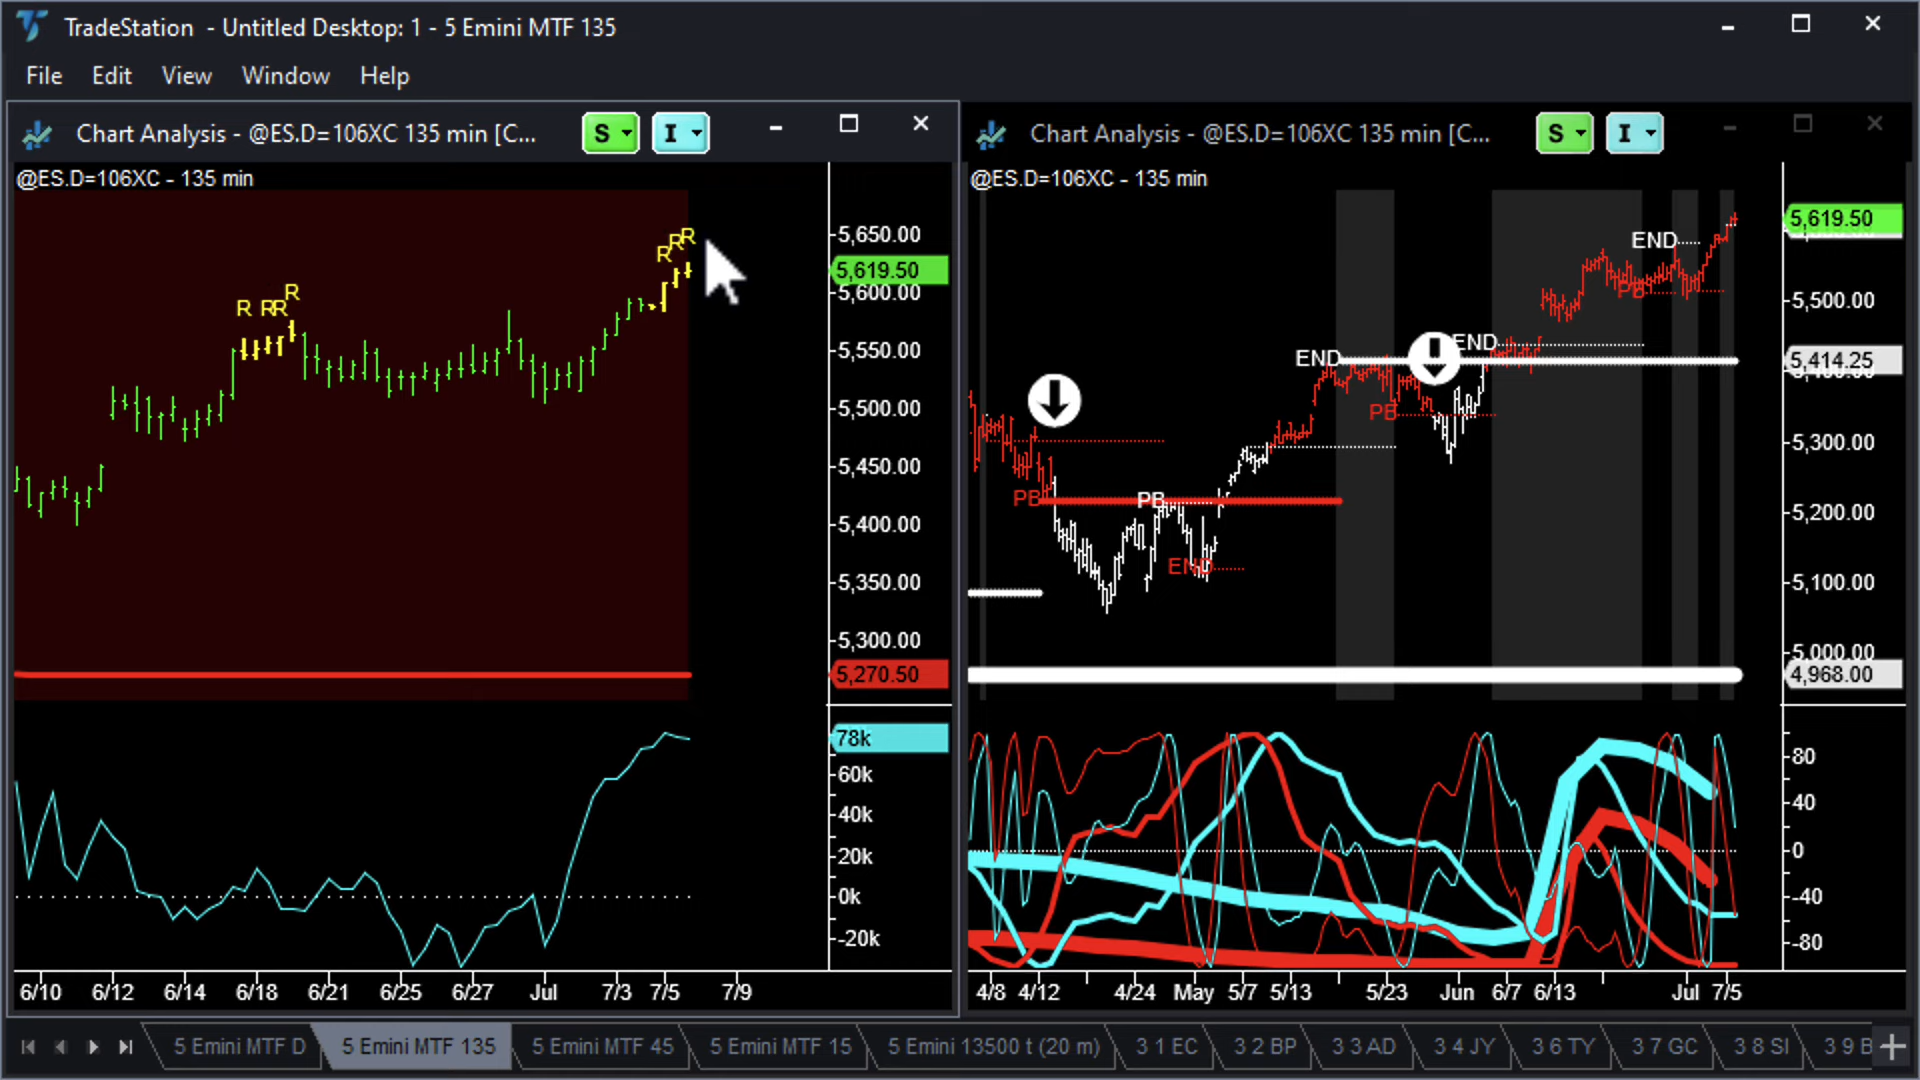 TradeStation - Untitled Desktop: 1 - 5 Emini MTF 135
File Edit View Window Help
Chart Analysis - @ES.D=106XC 135 min [C... S I
@ES.D=106XC - 135 min
R RR R
R R R
5,650.00
5,619.50
5,600.00
5,550.00
5,500.00
5,450.00
5,400.00
5,350.00
5,300.00
5,270.50
78k
60k
40k
20k
0k
-20k
6/10 6/12 6/14 6/18 6/21 6/25 6/27 Jul 7/3 7/5 7/9
Chart Analysis - @ES.D=106XC 135 min [C... S I
@ES.D=106XC - 135 min
END
PB
END
END
PB
PB
PB
END
5,619.50
5,500.00
5,414.25
5,400.00
5,300.00
5,200.00
5,100.00
5,000.00
4,968.00
80
40
0
-40
-80
4/8 4/12 4/24 May 5/7 5/13 5/23 Jun 6/7 6/13 Jul 7/5
5 Emini MTF D 5 Emini MTF 135 5 Emini MTF 45 5 Emini MTF 15 5 Emini 13500 t (20 m) 3 1 EC 3 2 BP 3 3 AD 3 4 JY 3 6 TY 3 7 GC 3 8 SI 3 9 B